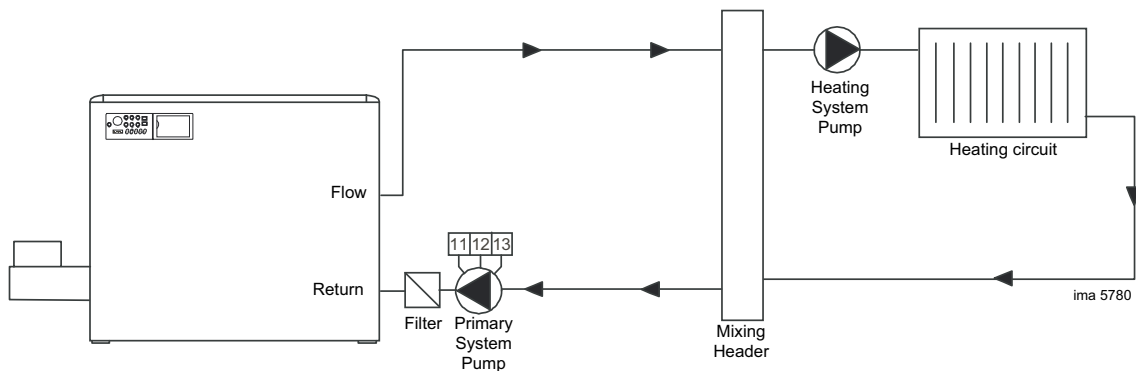 Heating
System
Pump
Heating circuit
Flow
11 12 13
Return
Filter
Primary
System
Pump
Mixing
Header
ima 5780